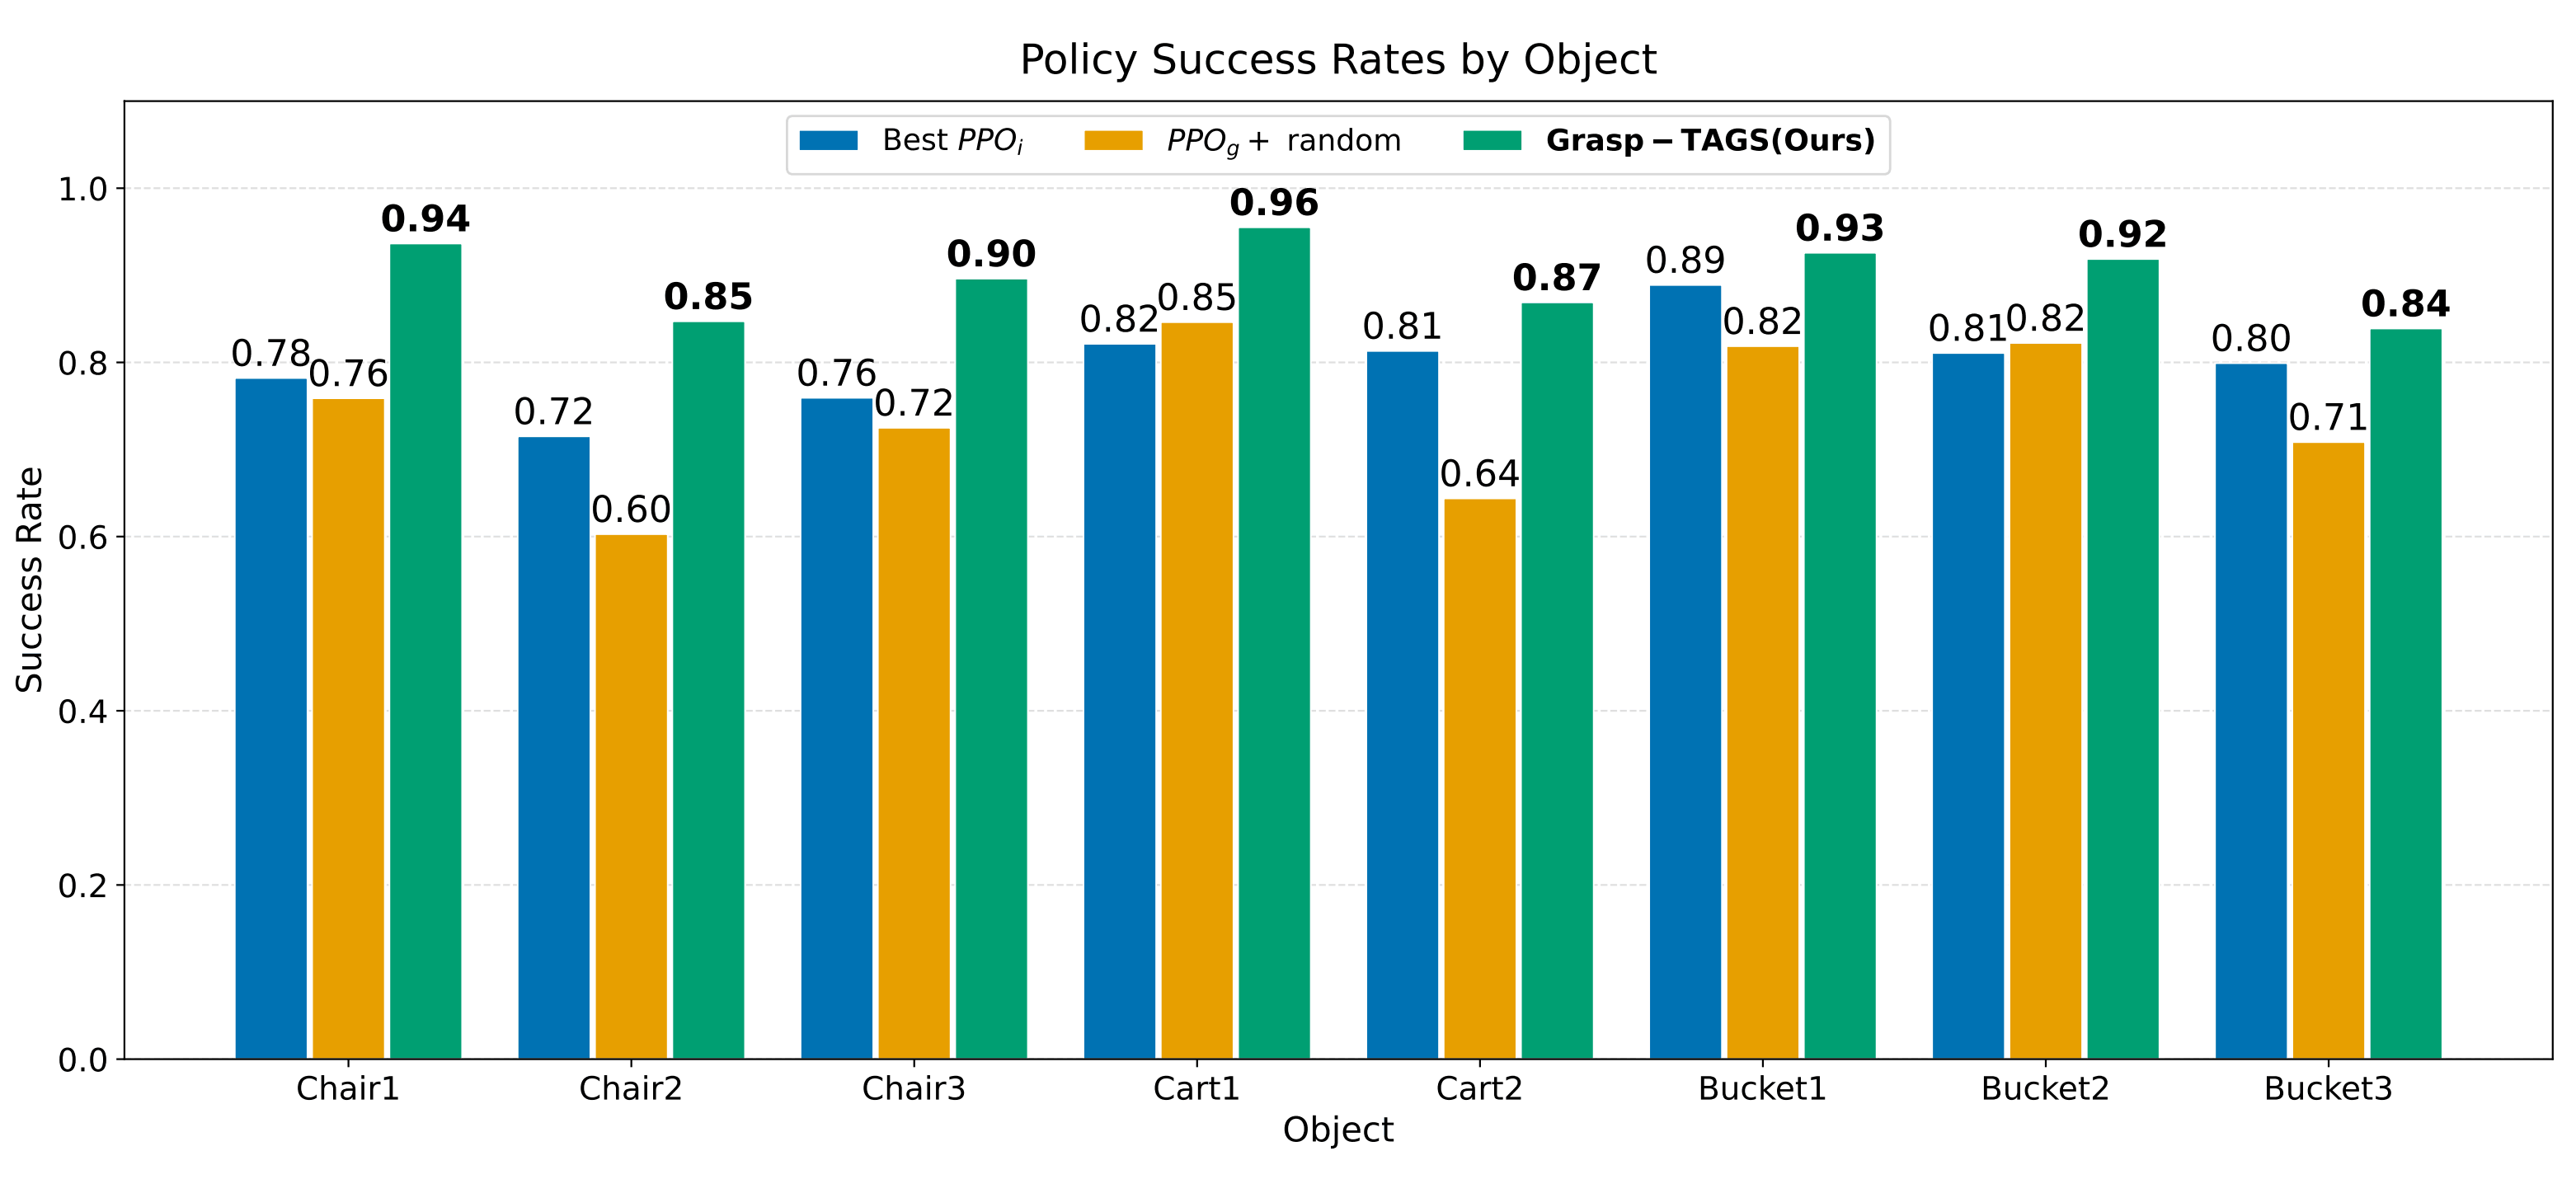 Policy Success Rates by Object
Best PPO_i
PPO_g + random
Grasp-TAGS(Ours)
Success Rate
1.0
0.8
0.6
0.4
0.2
0.0
0.78 0.76 0.94
0.72 0.60 0.85
0.76 0.72 0.90
0.82 0.85 0.96
0.81 0.64 0.87
0.89 0.82 0.93
0.81 0.82 0.92
0.80 0.71 0.84
Chair1 Chair2 Chair3 Cart1 Cart2 Bucket1 Bucket2 Bucket3
Object